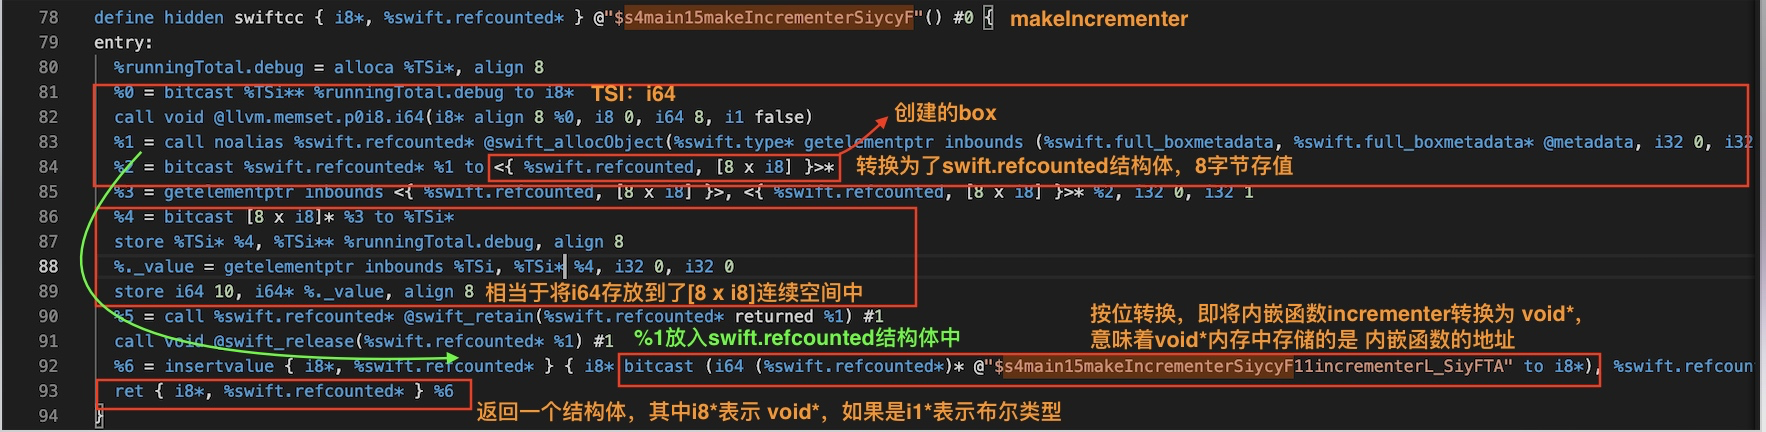 78 define hidden swiftcc { i8*, %swift.refcounted* } @"$s4main15makeIncrementerSiycyF"() #0 { makeIncrementer
79 entry:
80 %runningTotal.debug = alloca %TSi*, align 8
81 %0 = bitcast %TSi** %runningTotal.debug to i8* TSI：i64
82 call void @llvm.memset.p0i8.i64(i8* align 8 %0, i8 0, i64 8, i1 false) 创建的box
83 %1 = call noalias %swift.refcounted* @swift_allocObject(%swift.type* getelementptr inbounds (%swift.full_boxmetadata, %swift.full_boxmetadata* @metadata, i32 0, i32
84 %2 = bitcast %swift.refcounted* %1 to <{ %swift.refcounted, [8 x i8] }>* 转换为了swift.refcounted结构体，8字节存值
85 %3 = getelementptr inbounds <{ %swift.refcounted, [8 x i8] }>, <{ %swift.refcounted, [8 x i8] }>* %2, i32 0, i32 1
86 %4 = bitcast [8 x i8]* %3 to %TSi*
87 store %TSi* %4, %TSi** %runningTotal.debug, align 8
88 %._value = getelementptr inbounds %TSi, %TSi* %4, i32 0, i32 0
89 store i64 10, i64* %._value, align 8 相当于将i64存放到了[8 x i8]连续空间中
90 %5 = call %swift.refcounted* @swift_retain(%swift.refcounted* returned %1) #1
按位转换，即将内嵌函数incrementer转换为 void*，
91 call void @swift_release(%swift.refcounted* %1) #1 %1放入swift.refcounted结构体中
意味着void*内存中存储的是 内嵌函数的地址
92 %6 = insertvalue { i8*, %swift.refcounted* } { i8* bitcast (i64 (%swift.refcounted*)* @"$s4main15makeIncrementerSiycyF11incrementerL_SiyFTA" to i8*), %swift.refcoun
93 ret { i8*, %swift.refcounted* } %6
返回一个结构体，其中i8*表示 void*，如果是i1*表示布尔类型
94 }